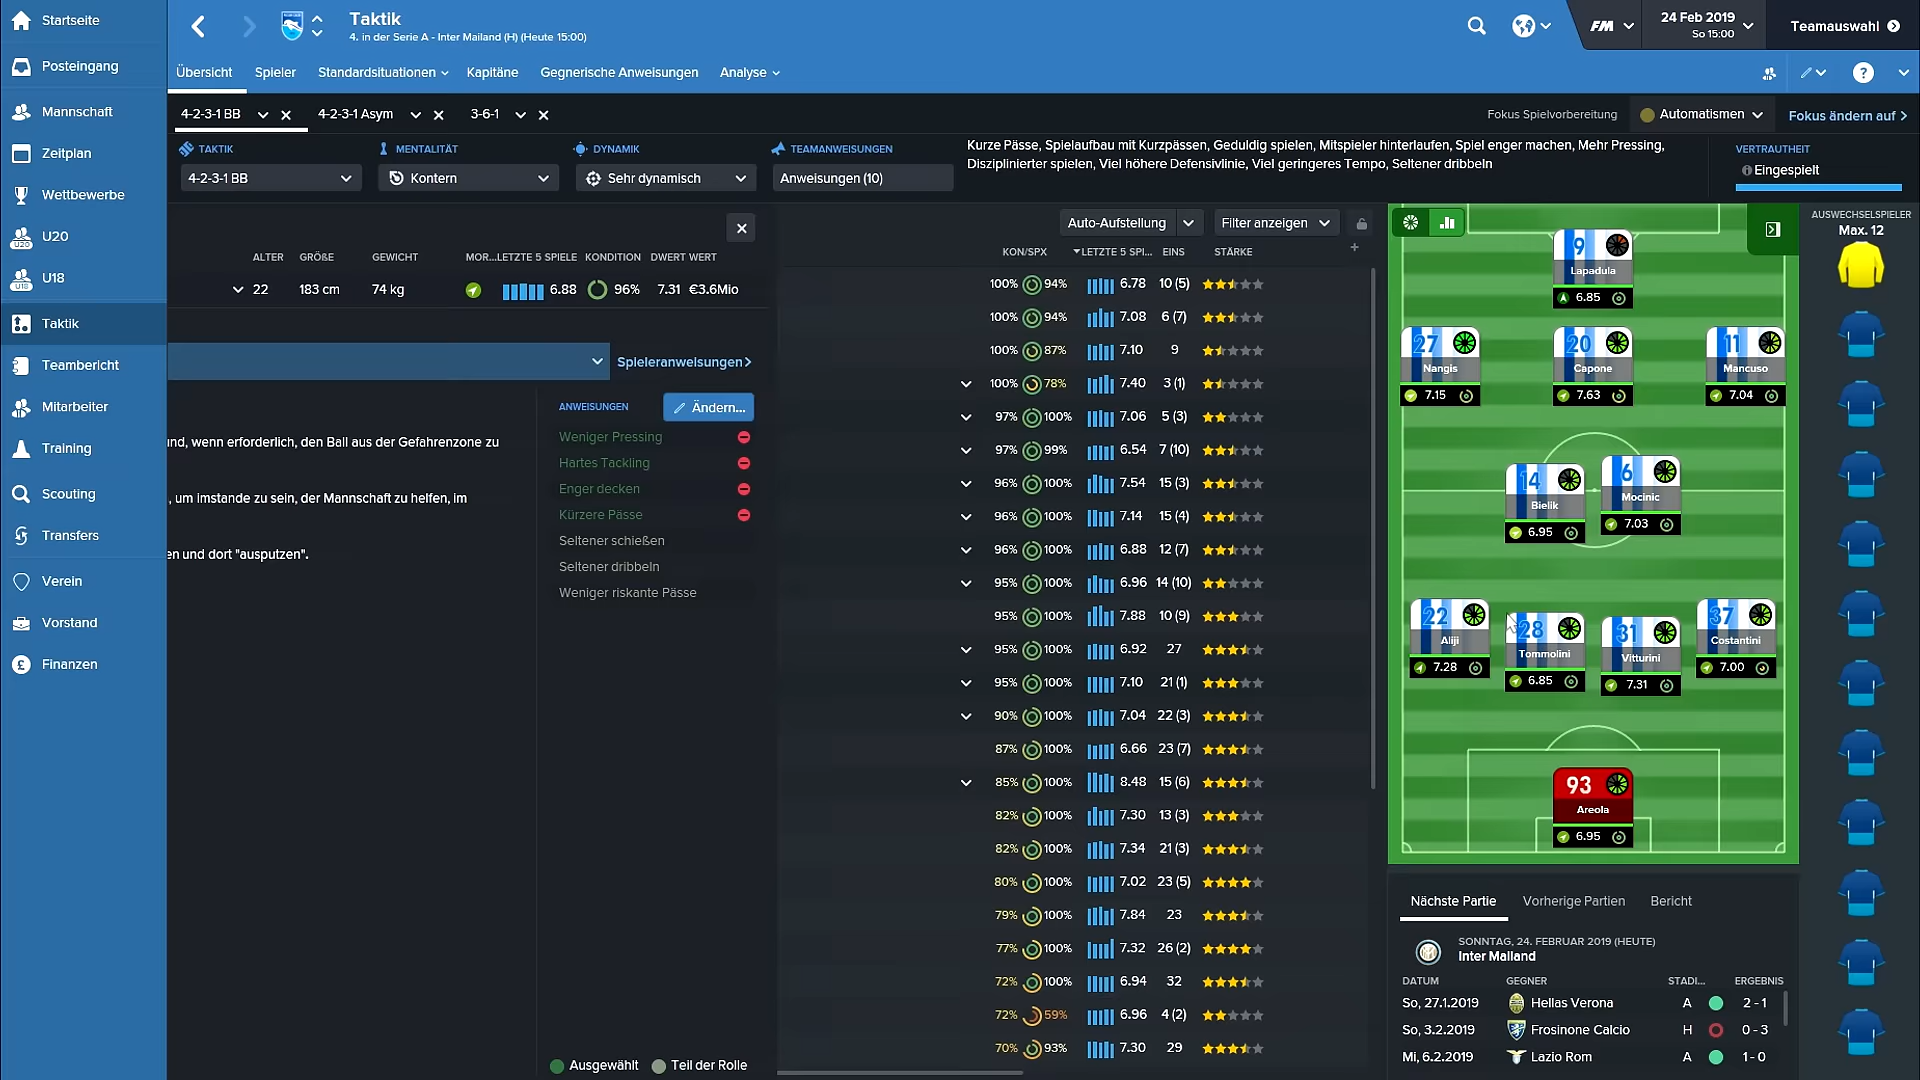 Startseite
Posteingang
Mannschaft
Zeitplan
Wettbewerbe
U20
U18
Taktik
Teambericht
Mitarbeiter
Training
Scouting
Transfers
Verein
Vorstand
Finanzen
Taktik
4. in der Serie A - Inter Mailand (H) (Heute 15:00)
FM
24 Feb 2019
So 15:00
Teamauswahl
Übersicht Spieler Standardsituationen Kapitäne Gegnerische Anweisungen Analyse
4-2-3-1 BB 4-2-3-1 Asym 3-6-1
Fokus Spielvorbereitung Automatismen Fokus ändern auf >
TAKTIK MENTALITÄT DYNAMIK TEAMANWEISUNGEN
4-2-3-1 BB Kontern Sehr dynamisch Anweisungen (10)
Kurze Pässe, Spielaufbau mit Kurzpässen, Geduldig spielen, Mitspieler hinterlaufen, Spiel enger machen, Mehr Pressing,
Disziplinierter spielen, Viel höhere Defensivlinie, Viel geringeres Tempo, Seltener dribbeln
VERTRAUTHEIT
Eingespielt
ALTER GRÖßE GEWICHT MOR... LETZTE 5 SPIELE KONDITION DWERT WERT
22 183 cm 74 kg 6.88 96% 7.31 €3.6Mio
Spieleranweisungen>
ANWEISUNGEN Ändern...
Weniger Pressing
Hartes Tackling
Enger decken
Kürzere Pässe
Seltener schießen
Seltener dribbeln
Weniger riskante Pässe
und, wenn erforderlich, den Ball aus der Gefahrenzone zu
, um imstande zu sein, der Mannschaft zu helfen, im
en und dort "ausputzen".
Ausgewählt Teil der Rolle
Auto-Aufstellung Filter anzeigen
KON/SPX LETZTE 5 SPI... EINS STÄRKE
100% 94% 6.78 10 (5)
100% 94% 7.08 6 (7)
100% 87% 7.10 9
100% 78% 7.40 3 (1)
97% 100% 7.06 5 (3)
97% 99% 6.54 7 (10)
96% 100% 7.54 15 (3)
96% 100% 7.14 15 (4)
96% 100% 6.88 12 (7)
95% 100% 6.96 14 (10)
95% 100% 7.88 10 (9)
95% 100% 6.92 27
95% 100% 7.10 21 (1)
90% 100% 7.04 22 (3)
87% 100% 6.66 23 (7)
85% 100% 8.48 15 (6)
82% 100% 7.30 13 (3)
82% 100% 7.34 21 (3)
80% 100% 7.02 23 (5)
79% 100% 7.84 23
77% 100% 7.32 26 (2)
72% 100% 6.94 32
72% 59% 6.96 4 (2)
70% 93% 7.30 29
9
Lapadula
6.85
27 20 11
Nangis Capone Mancuso
7.15 7.63 7.04
14 6
Bielik Mocinic
6.95 7.03
22 28 31 37
Aliji Tommolini Vitturini Costantini
7.28 6.85 7.31 7.00
93
Areola
6.95
AUSWECHSELSPIELER
Max. 12
Nächste Partie Vorherige Partien Bericht
SONNTAG, 24. FEBRUAR 2019 (HEUTE)
Inter Mailand
DATUM GEGNER STADI... ERGEBNIS
So, 27.1.2019 Hellas Verona A 2 - 1
So, 3.2.2019 Frosinone Calcio H 0 - 3
Mi, 6.2.2019 Lazio Rom A 1 - 0